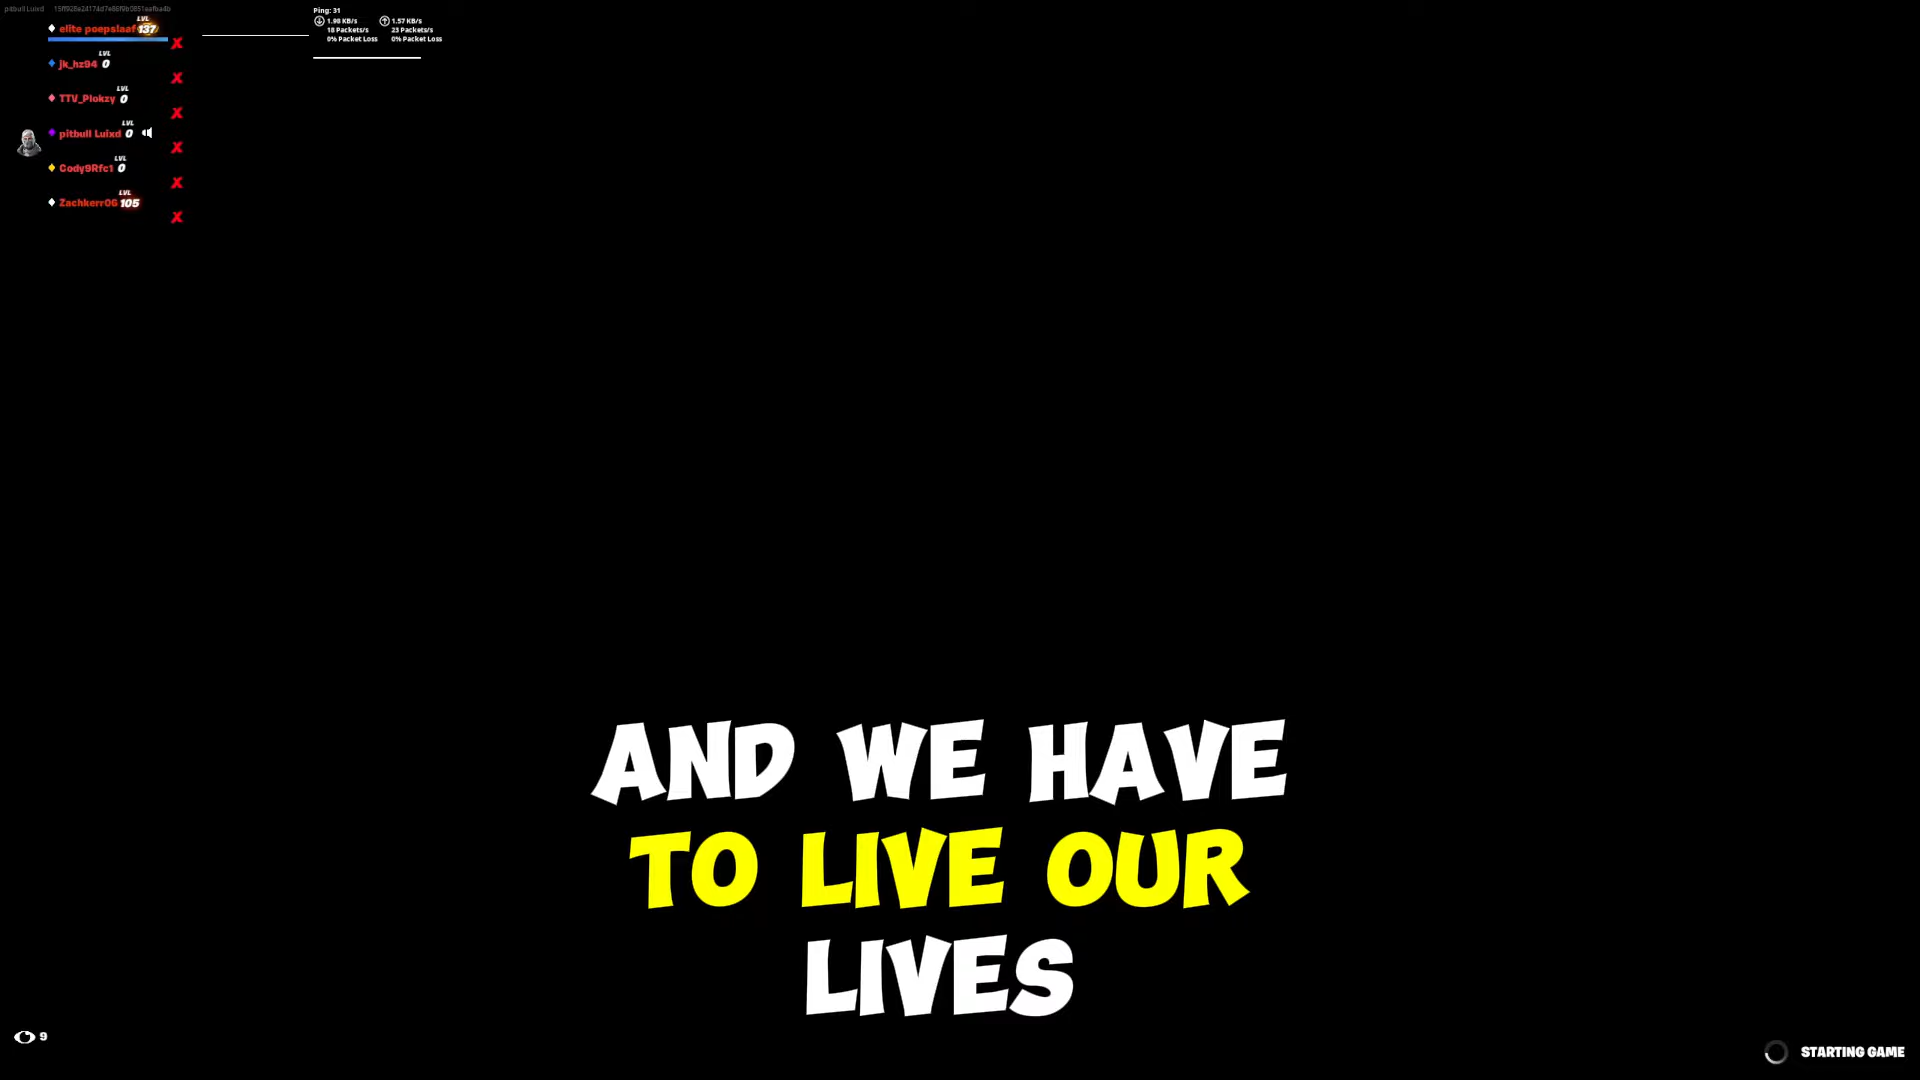 pitbull Luixd
LVL
elite poepslaaf 137
X
LVL
jk_hz94 0
X
LVL
TTV_Plokzy 0
X
LVL
pitbull Luixd 0
X
LVL
Cody9Rfc1 0
X
LVL
Zachkerr06 105
X
Ping: 31
1.98 KB/s 1.57 KB/s
18 Packets/s 23 Packets/s
0% Packet Loss 0% Packet Loss
AND WE HAVE
TO LIVE OUR
LIVES
9
STARTING GAME